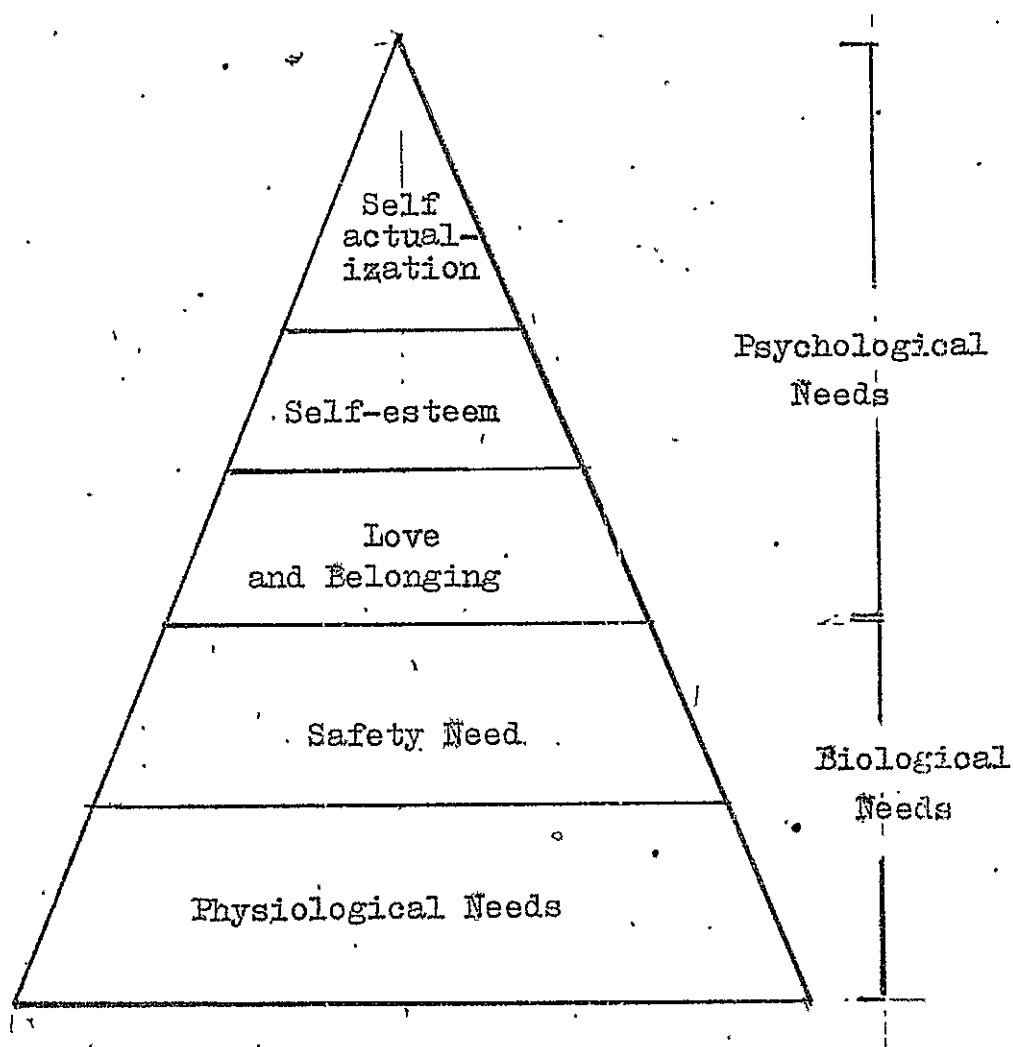 Self
actual-
ization
Psychological
Needs
Self-esteem
Love
and Belonging
Safety Need
Biological
Needs
Physiological Needs